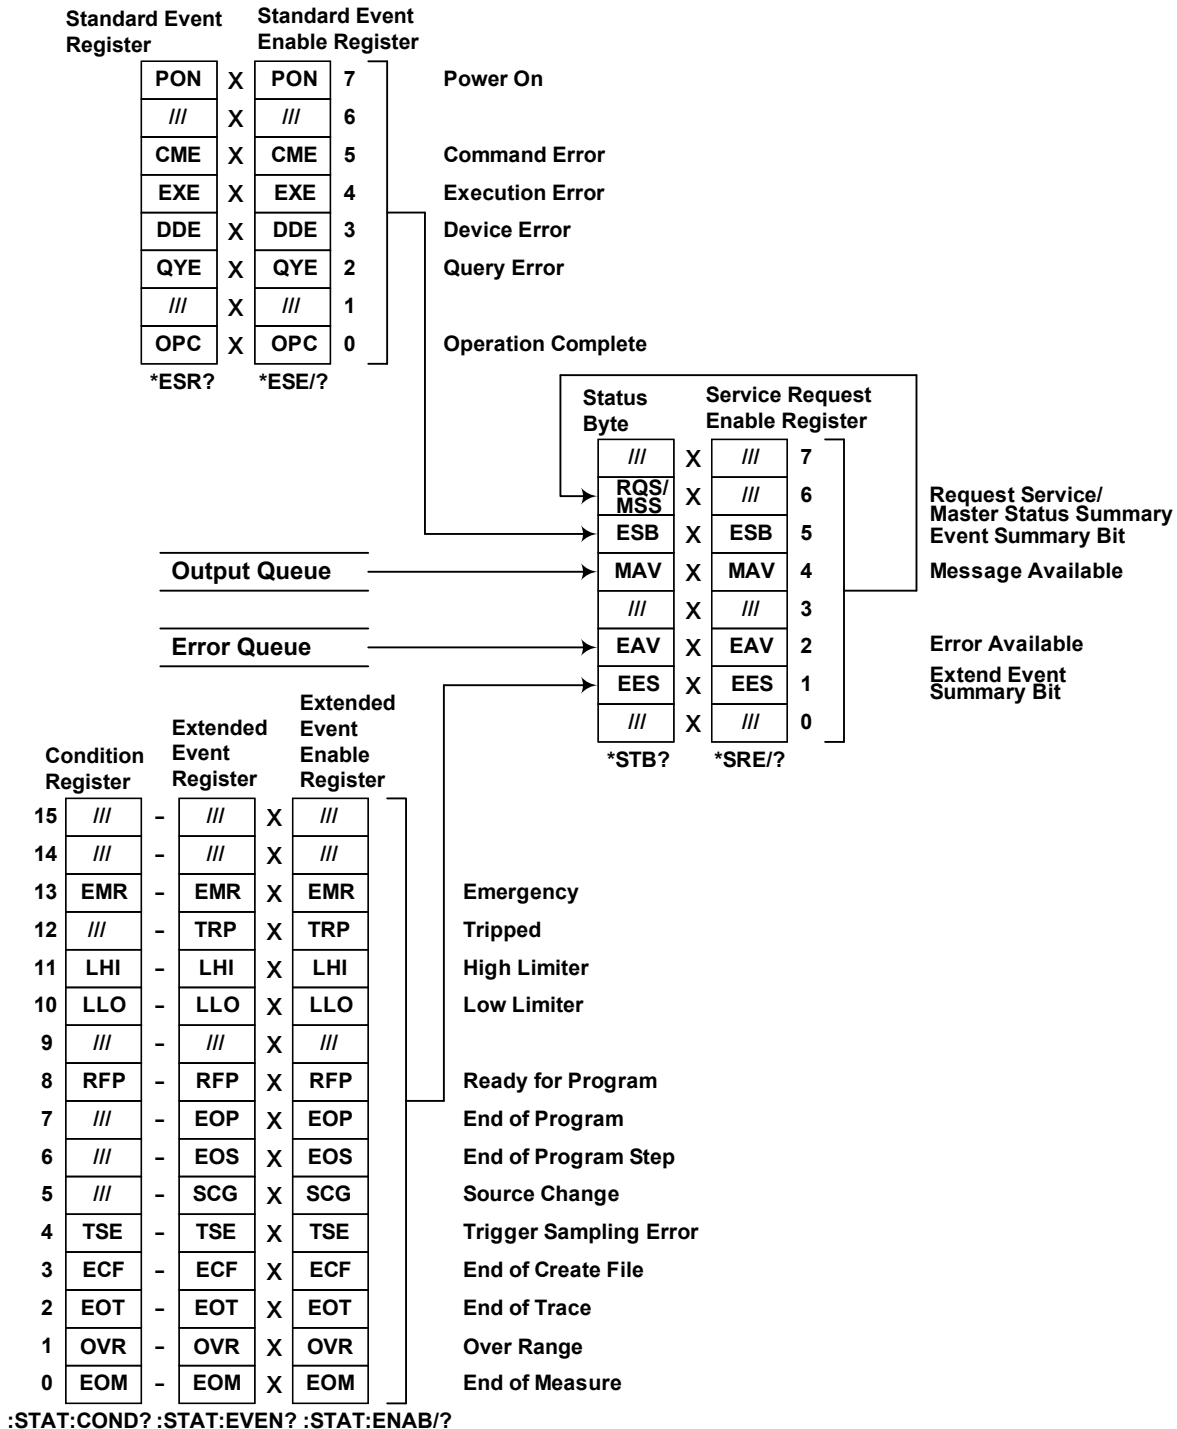 Standard Event
Register
Standard Event
Enable Register
PON X PON 7 Power On
/// X /// 6
CME X CME 5 Command Error
EXE X EXE 4 Execution Error
DDE X DDE 3 Device Error
QYE X QYE 2 Query Error
/// X /// 1
OPC X OPC 0 Operation Complete
*ESR? *ESE/?
Status
Byte
Service Request
Enable Register
/// X /// 7
RQS/
MSS X /// 6 Request Service/
Master Status Summary
ESB X ESB 5 Event Summary Bit
Output Queue MAV X MAV 4 Message Available
/// X /// 3
Error Queue EAV X EAV 2 Error Available
EES X EES 1 Extend Event
Summary Bit
/// X /// 0
*STB? *SRE/?
Condition
Register
Extended
Event
Register
Extended
Event
Enable
Register
15 /// - /// X ///
14 /// - /// X ///
13 EMR - EMR X EMR Emergency
12 /// - TRP X TRP Tripped
11 LHI - LHI X LHI High Limiter
10 LLO - LLO X LLO Low Limiter
9 /// - /// X ///
8 RFP - RFP X RFP Ready for Program
7 /// - EOP X EOP End of Program
6 /// - EOS X EOS End of Program Step
5 /// - SCG X SCG Source Change
4 TSE - TSE X TSE Trigger Sampling Error
3 ECF - ECF X ECF End of Create File
2 EOT - EOT X EOT End of Trace
1 OVR - OVR X OVR Over Range
0 EOM - EOM X EOM End of Measure
:STAT:COND? :STAT:EVEN? :STAT:ENAB/?